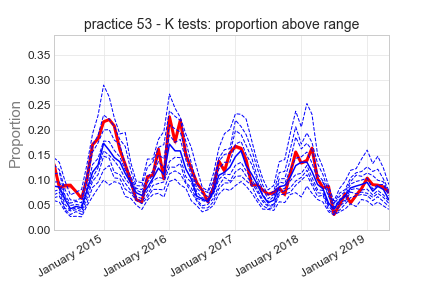 practice 53 - K tests: proportion above range
0.35
0.30
0.25
0.20
0.15
0.10
0.05
0.00
Proportion
January 2015
January 2016
January 2017
January 2018
January 2019